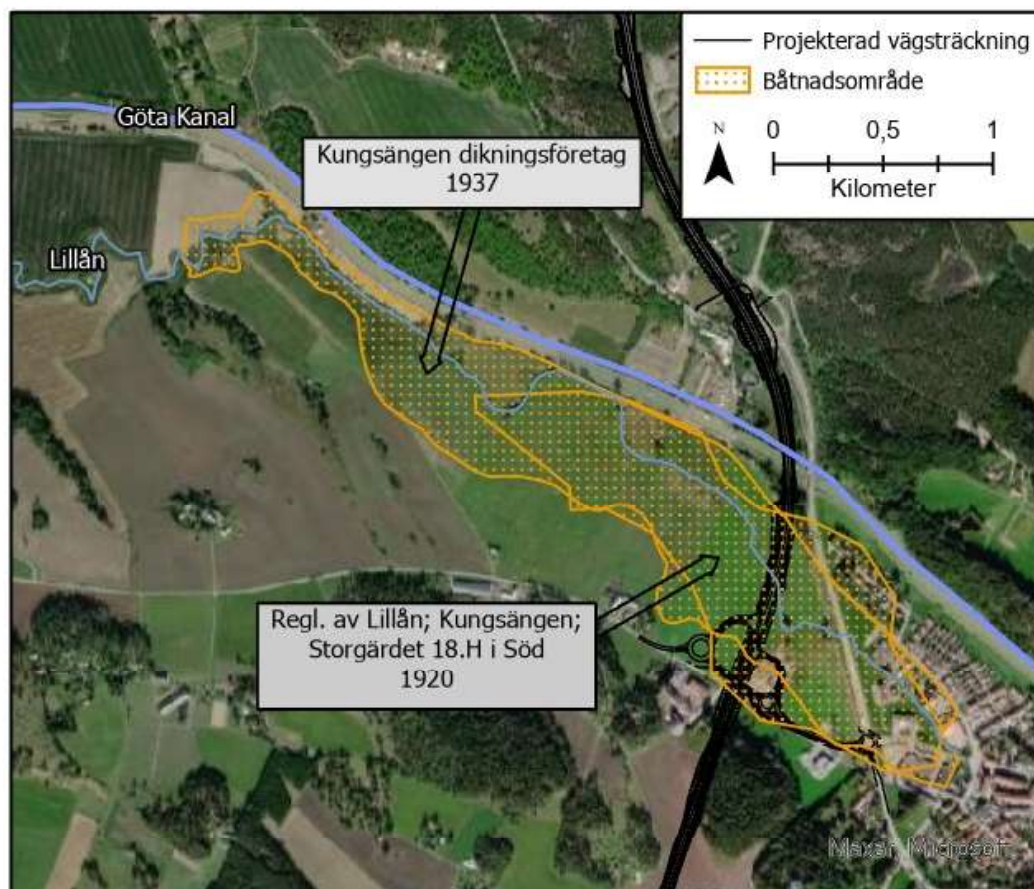 Projekterad vägsträckning
Båtnadsområde
N
0 0,5 1
Kilometer
Göta Kanal
Kungsängen dikningsföretag
1937
Lillån
Regl. av Lillån; Kungsängen;
Storgärdet 18.H i Söd
1920
Maxar, Microsoft